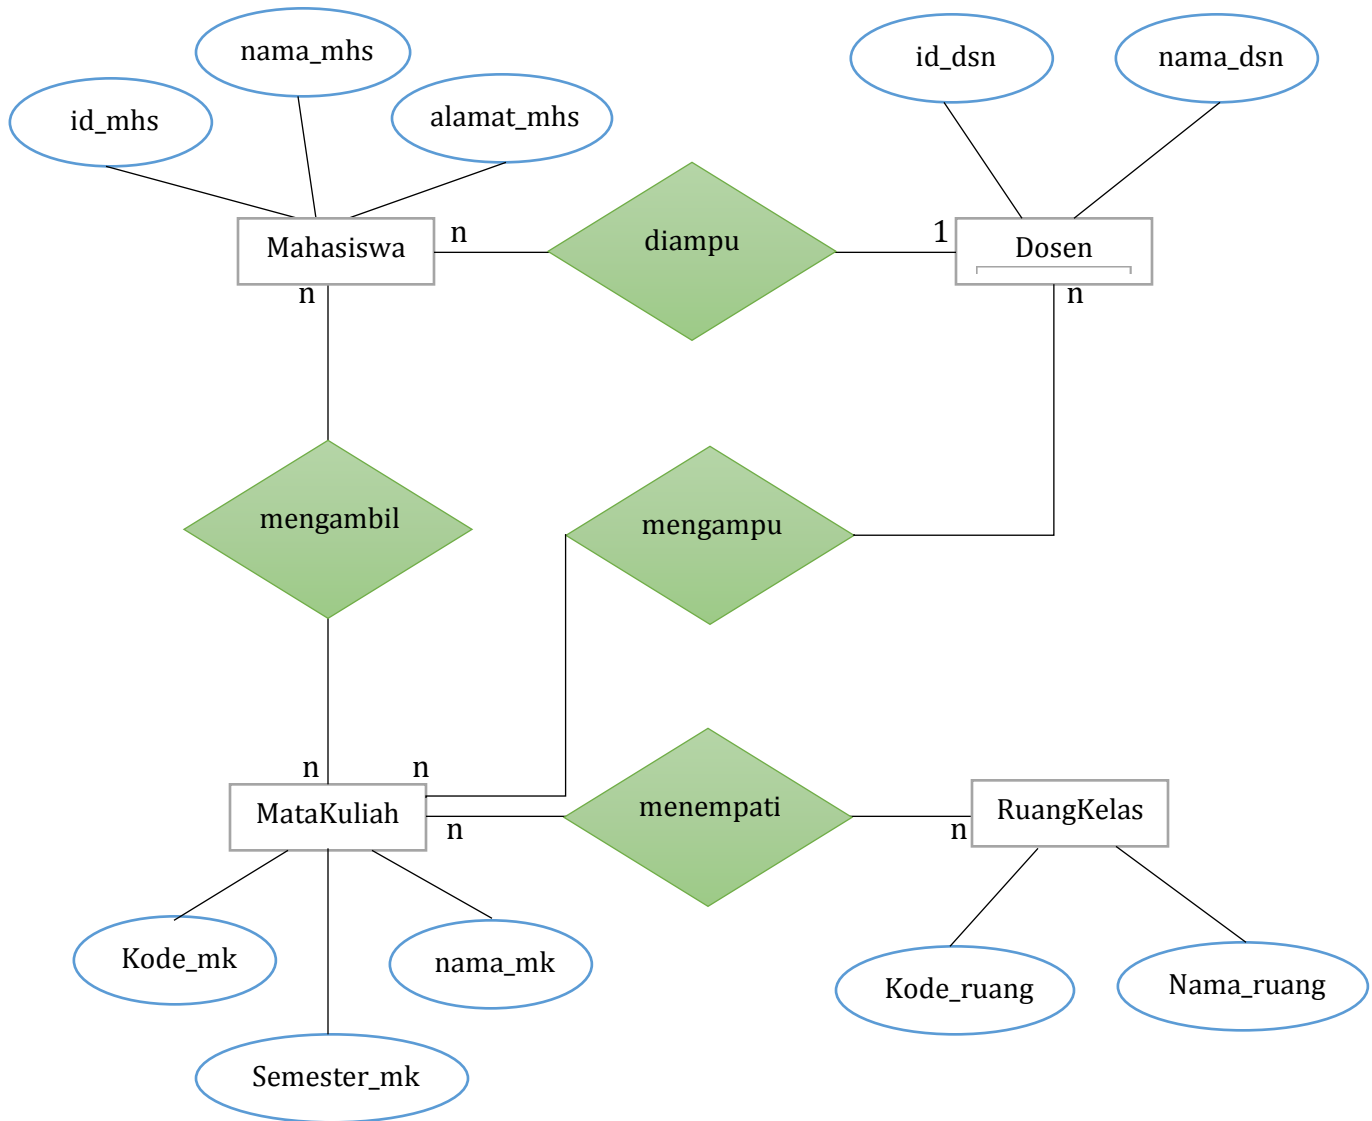 nama_mhs
id_dsn
nama_dsn
id_mhs
alamat_mhs
Mahasiswa
n
diampu
1
Dosen
n
n
mengambil
mengampu
n
n
MataKuliah
n
menempati
n
RuangKelas
Kode_mk
nama_mk
Kode_ruang
Nama_ruang
Semester_mk